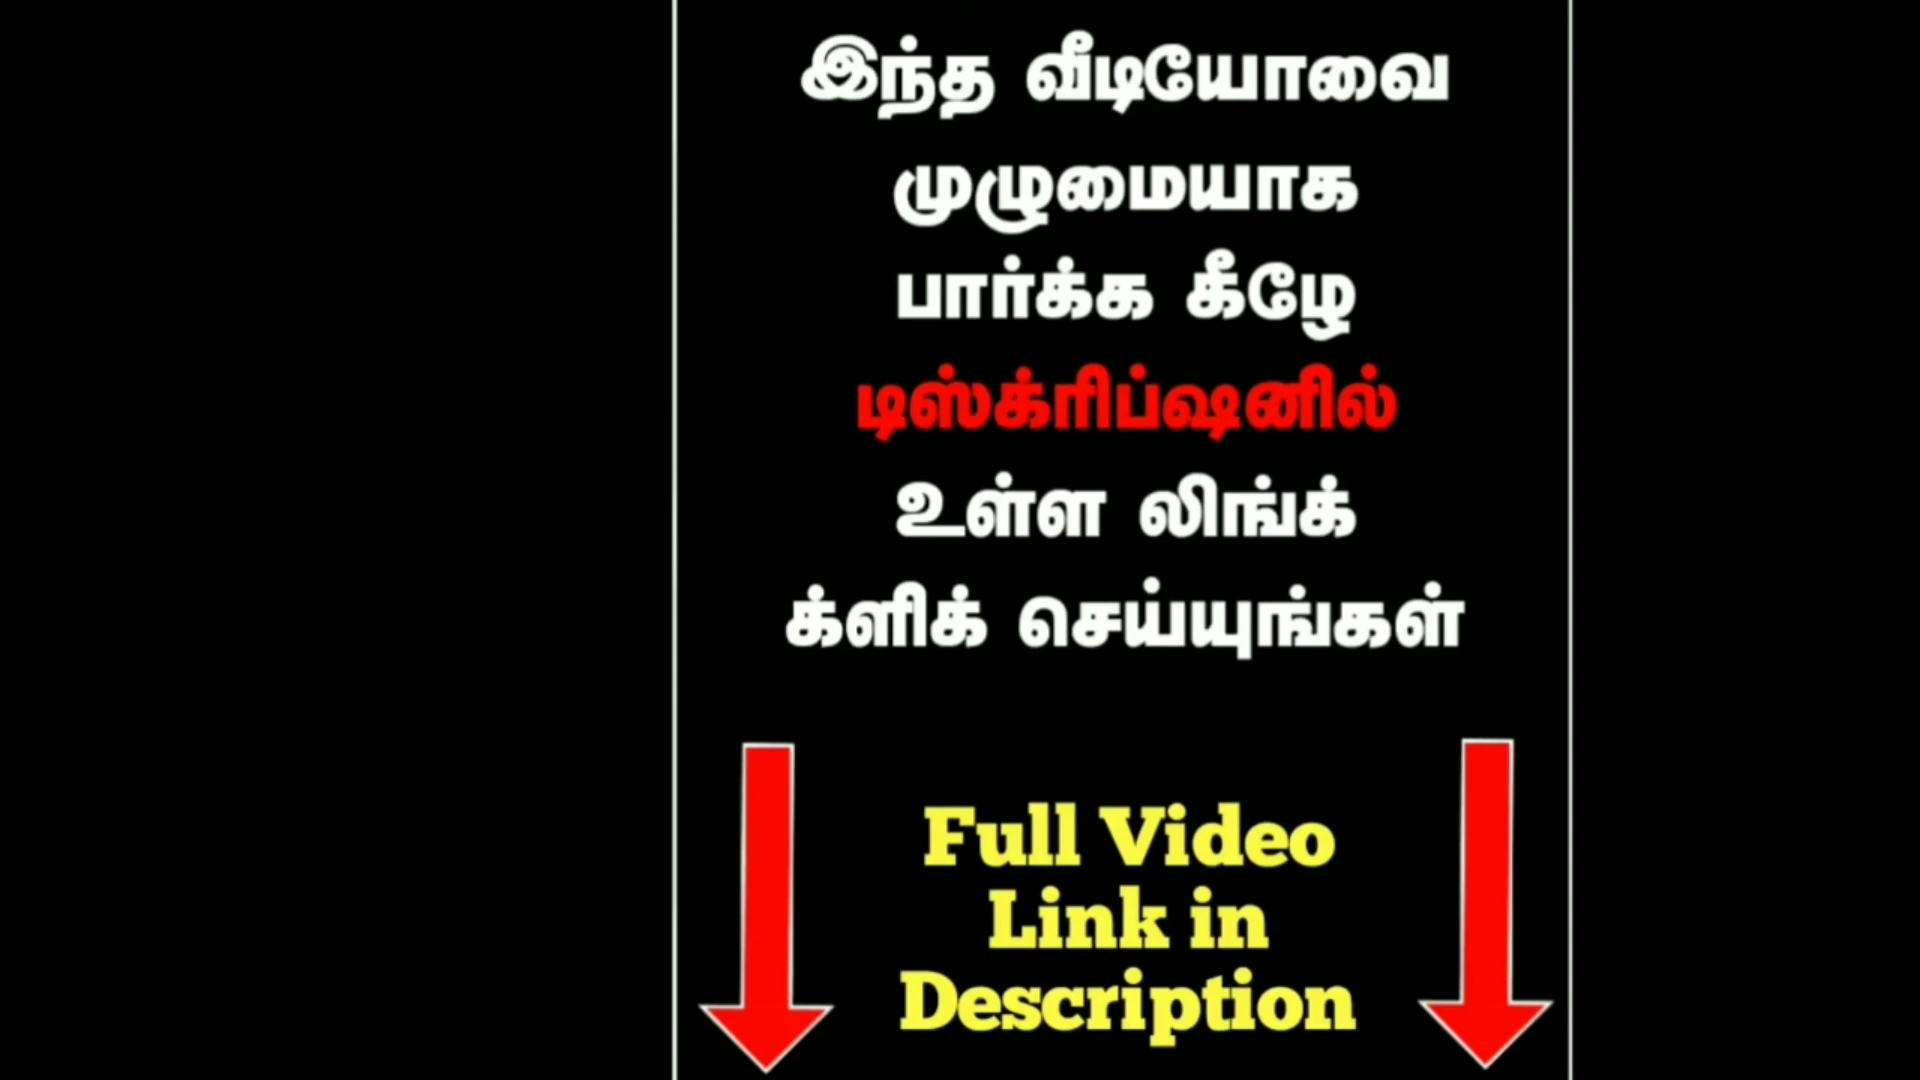 இந்த வீடியோவை
முழுமையாக
பார்க்க கீழே
டிஸ்க்ரிப்ஷனில்
உள்ள லிங்க்
க்ளிக் செய்யுங்கள்
Full Video
Link in
Description